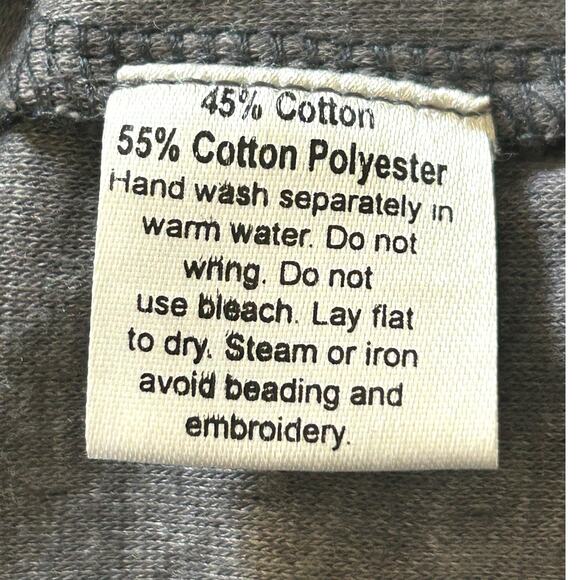 45% Cotton
55% Cotton Polyester
Hand wash separately in
warm water. Do not
wring. Do not
use bleach. Lay flat
to dry. Steam or iron
avoid beading and
embroidery.